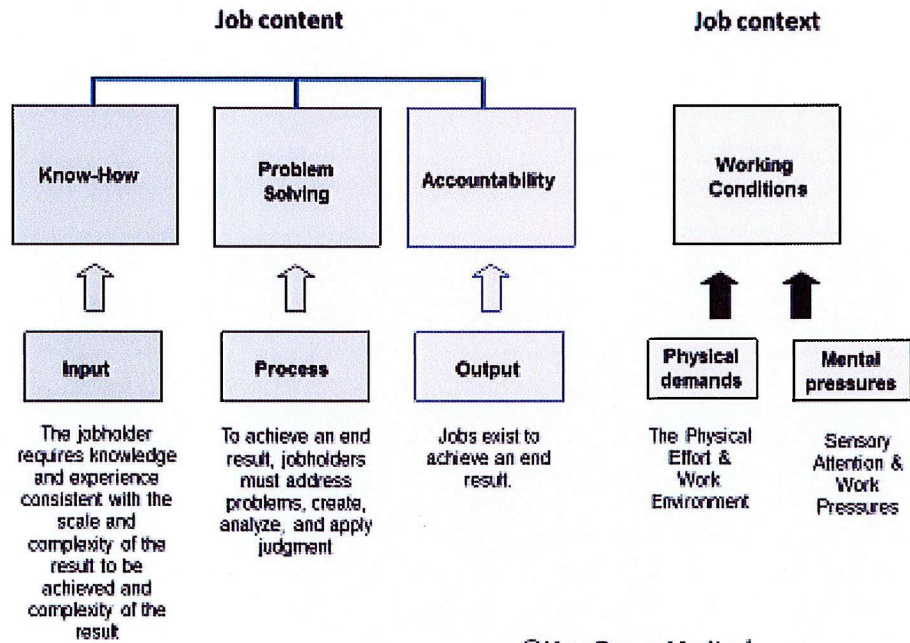 Job content
Job context
Know-How
Problem
Solving
Accountability
Working
Conditions
Input
Process
Output
Physical
demands
Mental
pressures
The jobholder
requires knowledge
and experience
consistent with the
scale and
complexity of the
result to be
achieved and
complexity of the
result
To achieve an end
result, jobholders
must address
problems, create,
analyze, and apply
judgment
Jobs exist to
achieve an end
result.
The Physical
Effort &
Work
Environment
Sensory
Attention &
Work
Pressures